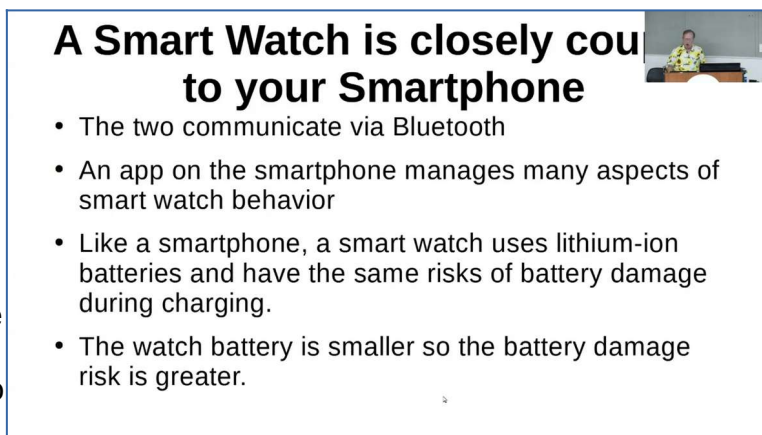 A Smart Watch is closely
to your Smartphone
• The two communicate via Bluetooth
• An app on the smartphone manages many aspects of
smart watch behavior
• Like a smartphone, a smart watch uses lithium-ion
batteries and have the same risks of battery damage
during charging.
• The watch battery is smaller so the battery damage
risk is greater.